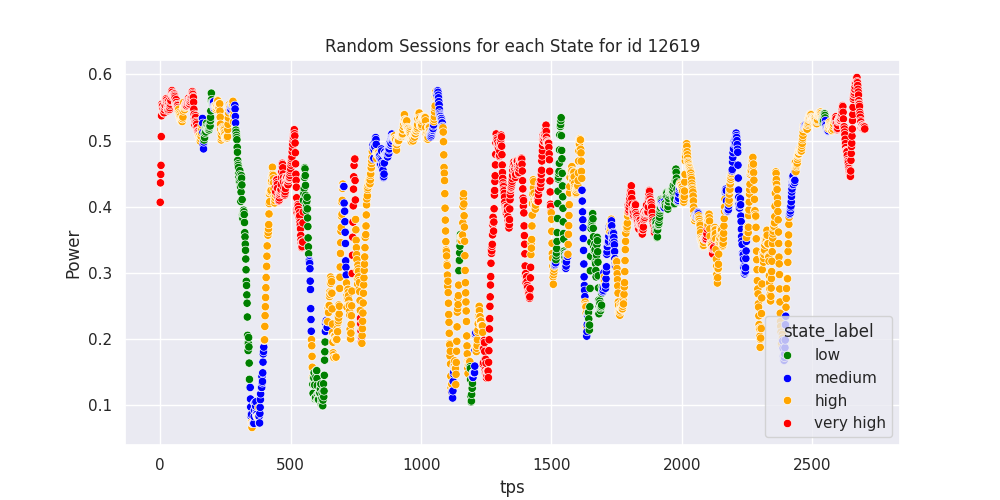 Random Sessions for each State for id 12619
0.6
0.5
0.4
0.3
0.2
0.1
Power
0 500 1000 1500 2000 2500
tps
state_label
low
medium
high
very high